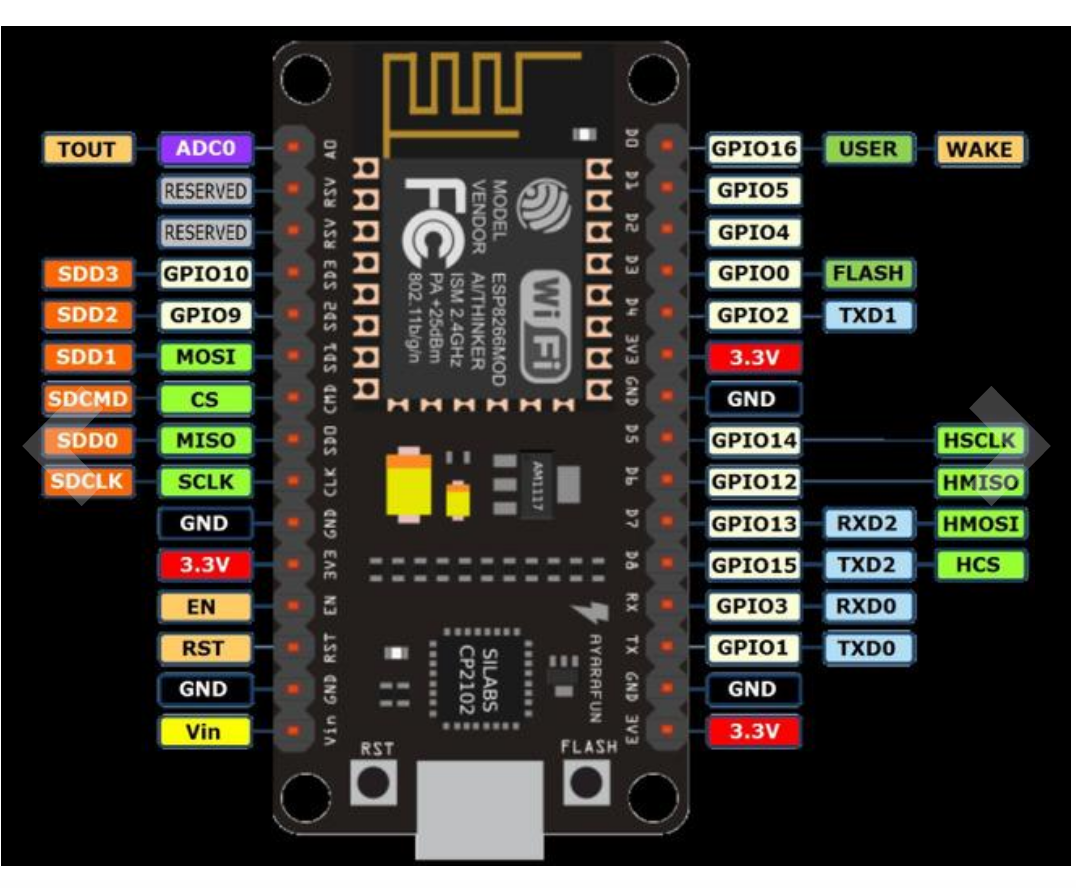 TOUT ADC0 A0 D0 GPIO16 USER WAKE
RESERVED RSV D1 GPIO5
RESERVED RSV D2 GPIO4
SDD3 GPIO10 SD3 D3 GPIO0 FLASH
SDD2 GPIO9 SD2 D4 GPIO2 TXD1
SDD1 MOSI SD1 3V3 3.3V
SDCMD CS CMD GND GND
SDD0 MISO SD0 D5 GPIO14 HSCLK
SDCLK SCLK CLK D6 GPIO12 HMISO
GND GND D7 GPIO13 RXD2 HMOSI
3.3V 3V3 D8 GPIO15 TXD2 HCS
EN EN RX GPIO3 RXD0
RST RST TX GPIO1 TXD0
GND GND GND GND
Vin Vin 3V3 3.3V
MODEL ESP8266MOD
VENDOR AI/THINKER
ISM 2.4GHz
PA +25dBm
802.11b/g/n
FC
Wi Fi
AM1117
SILABS
CP2102
AYARAFUN
RST
FLASH